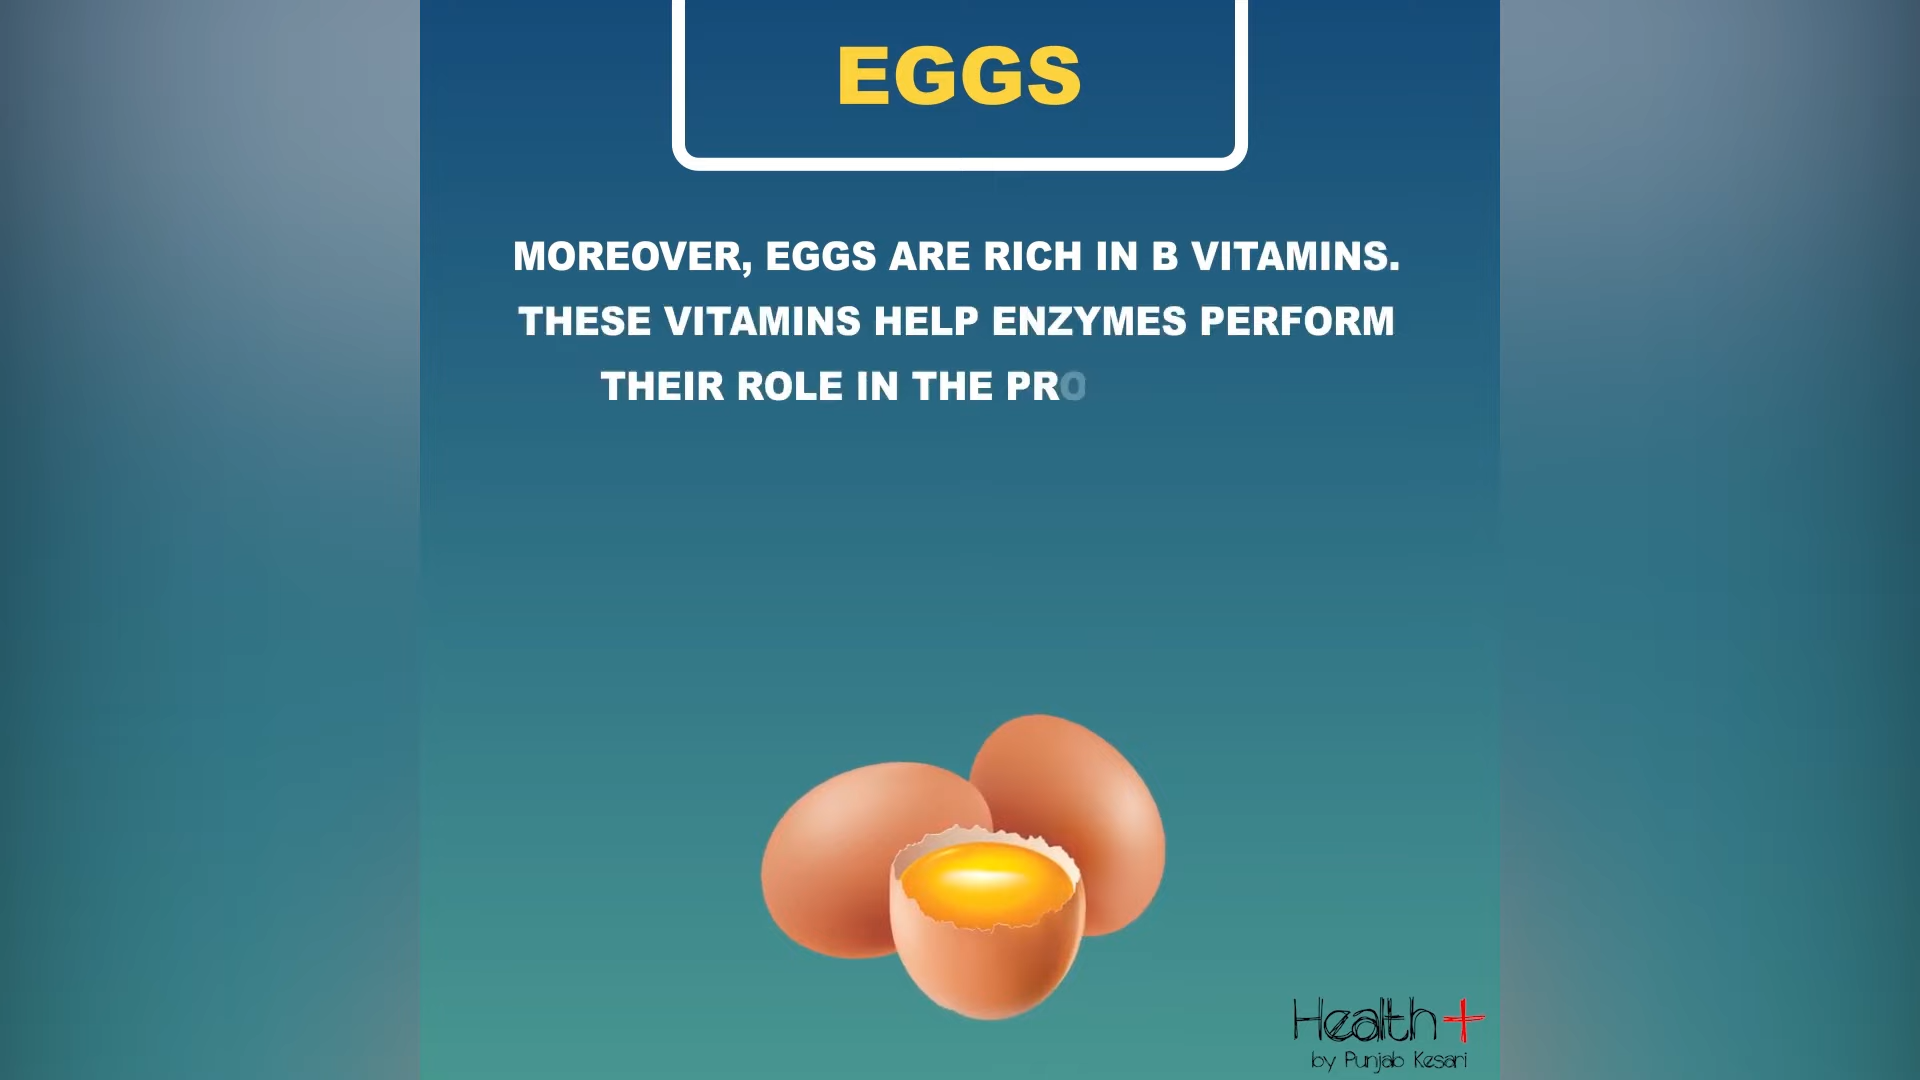 EGGS
MOREOVER, EGGS ARE RICH IN B VITAMINS.
THESE VITAMINS HELP ENZYMES PERFORM
THEIR ROLE IN THE PRO
Health+
by Punjab Kesari